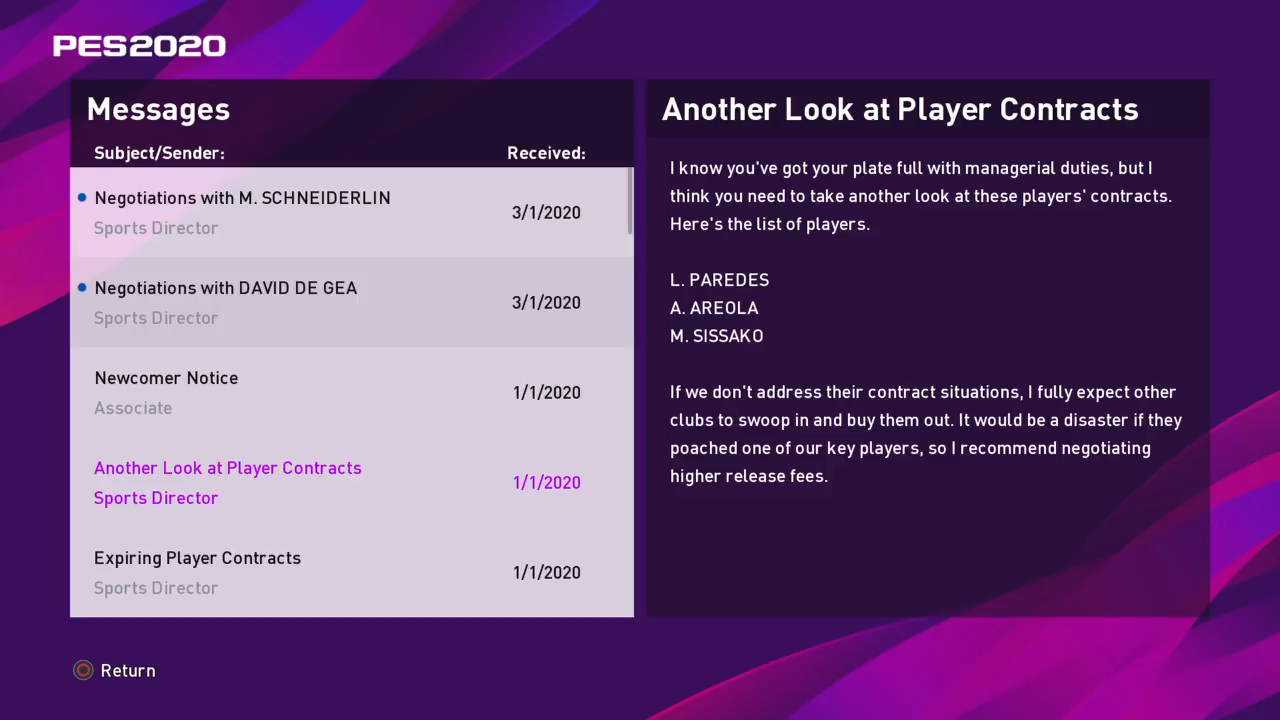 PES2020
Messages
Subject/Sender:
Received:
Negotiations with M. SCHNEIDERLIN
Sports Director
3/1/2020
Negotiations with DAVID DE GEA
Sports Director
3/1/2020
Newcomer Notice
Associate
1/1/2020
Another Look at Player Contracts
Sports Director
1/1/2020
Expiring Player Contracts
Sports Director
1/1/2020
Another Look at Player Contracts
I know you've got your plate full with managerial duties, but I
think you need to take another look at these players' contracts.
Here's the list of players.
L. PAREDES
A. AREOLA
M. SISSAKO
If we don't address their contract situations, I fully expect other
clubs to swoop in and buy them out. It would be a disaster if they
poached one of our key players, so I recommend negotiating
higher release fees.
Return